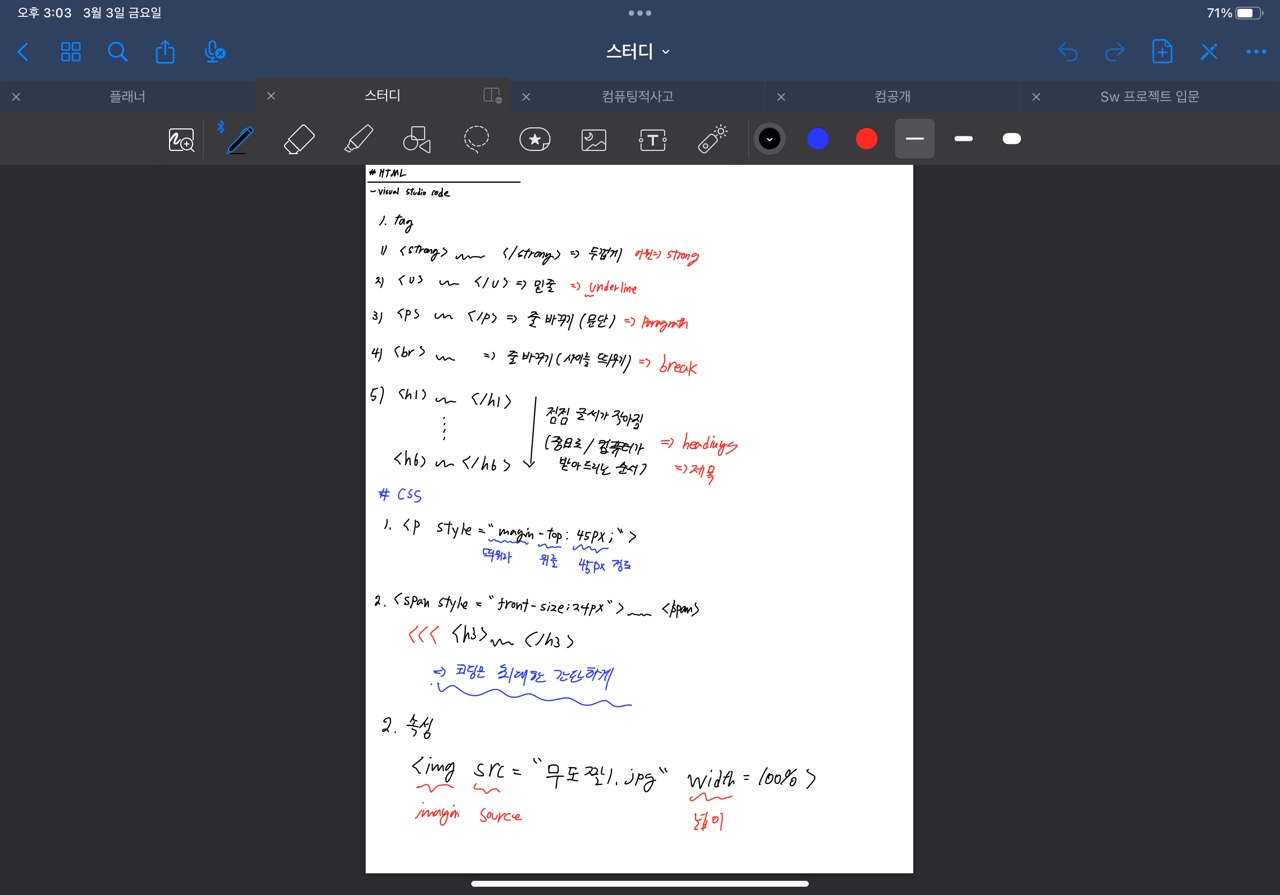 오후 3:03 3월 3일 금요일
71%
스터디
플래너
스터디
컴퓨팅적사고
컴공개
Sw 프로젝트 입문
# HTML
- visual studio code
1. tag
1) <strong> </strong> => 두껍게 어원=> strong
2) <u> </u> => 밑줄 => underline
3) <p> </p> => 줄 바꾸기 (문단) => Paragrath
4) <br> => 줄 바꾸기 (사이늘 띄위기) => break
5) <h1> </h1>
점점 글씨가 작아짐
(중요로 / 컴퓨터가 => headings
<h6> </h6> 받아드리는 순서) => 제목
# CSS
1. <p style = "magin - top: 45px ;">
띄워라 위로 45px 정도
2. <span style = "front-size:24px"> <span>
<<< <h3> </h3>
=> 코딩은 최대한 간단하게
2. 속성
<img src = "무도짠1.jpg" width = 100% >
imagin source 넓이